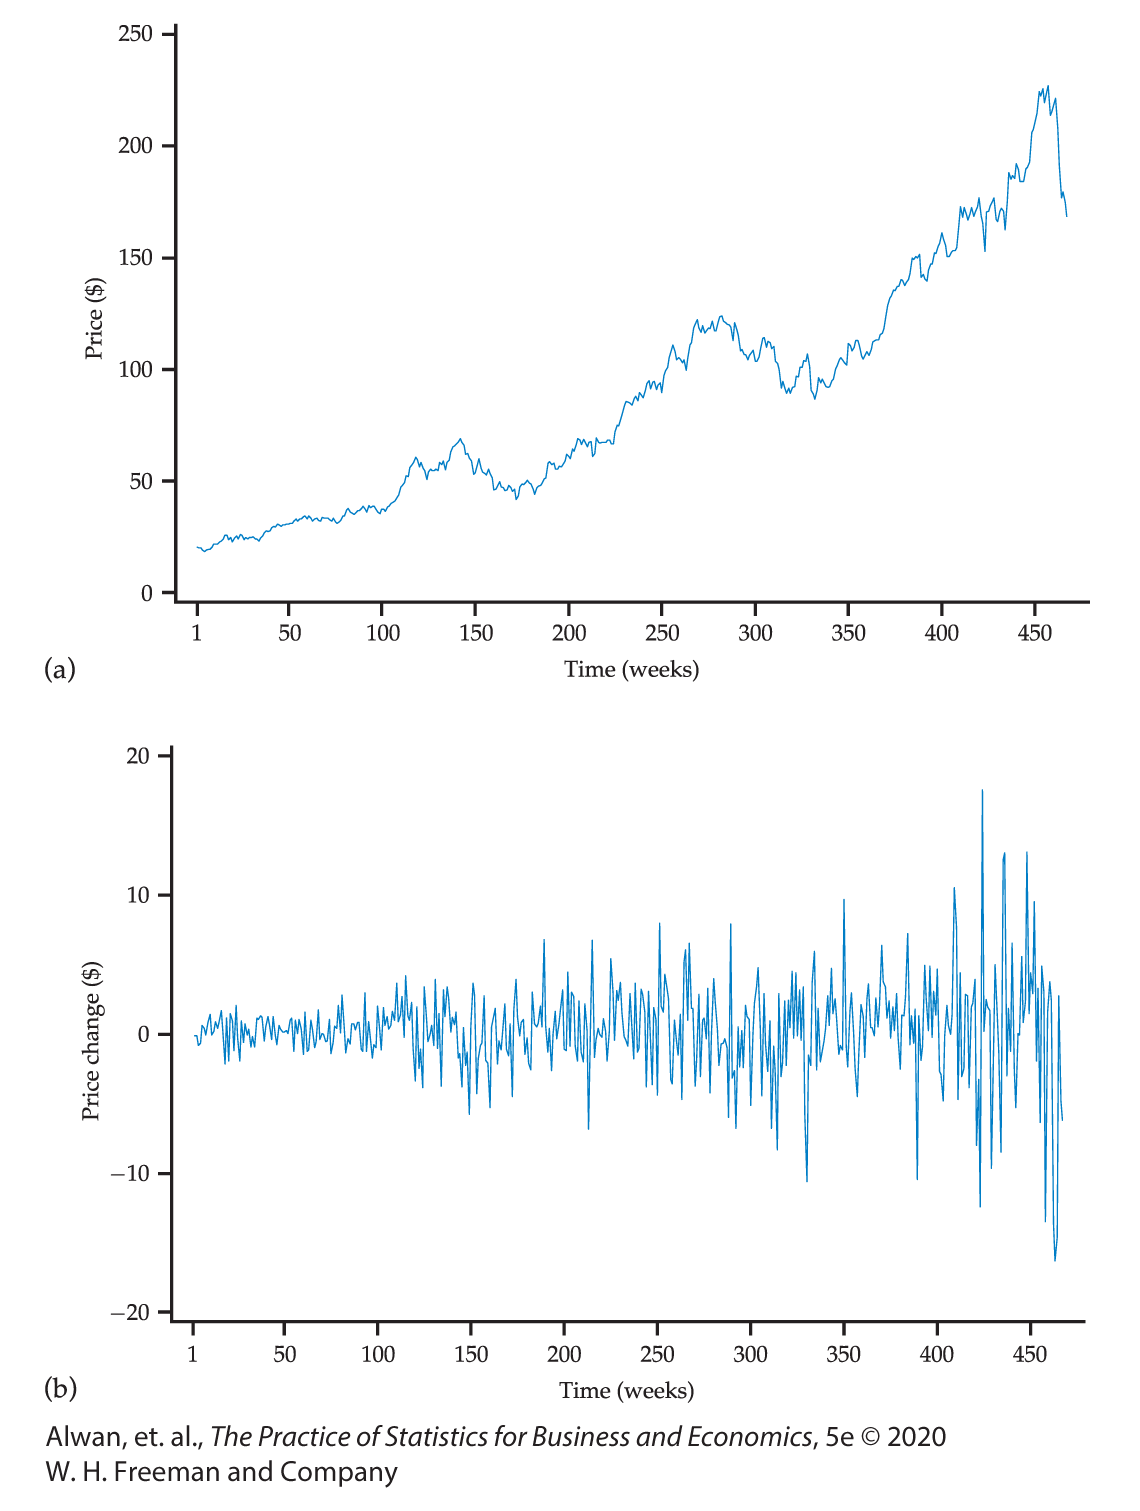 250
200
150
100
50
0
Price ($)
1 50 100 150 200 250 300 350 400 450
Time (weeks)
(a)
20
10
0
−10
−20
Price change ($)
1 50 100 150 200 250 300 350 400 450
Time (weeks)
(b)
Alwan, et. al., The Practice of Statistics for Business and Economics, 5e © 2020
W. H. Freeman and Company